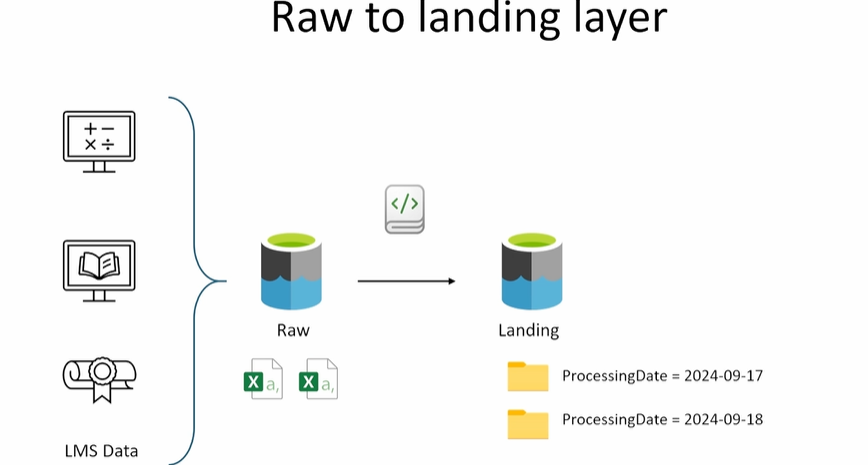 Raw to landing layer
+ −
× ÷
</>
Raw
Landing
X a,
X a,
ProcessingDate = 2024-09-17
ProcessingDate = 2024-09-18
LMS Data